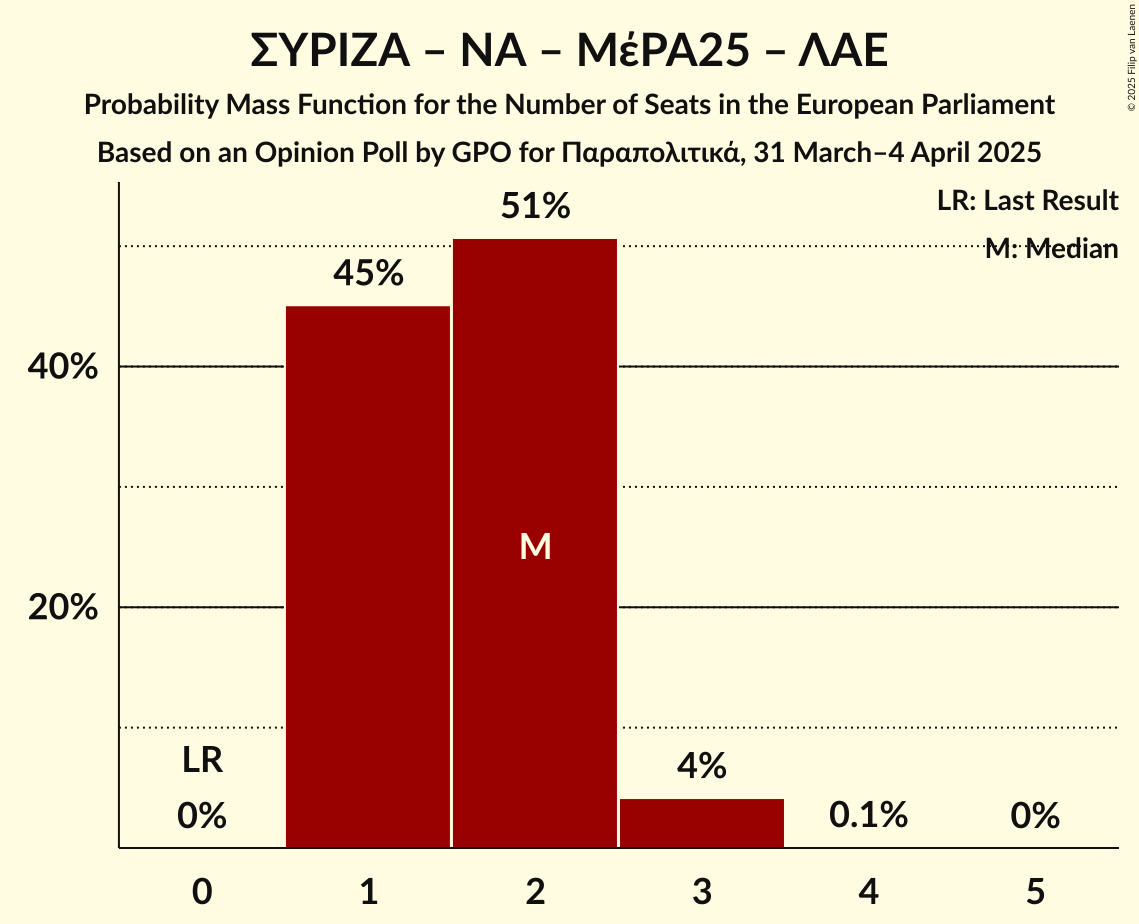 ΣΥΡΙΖΑ – ΝΑ – ΜέΡΑ25 – ΛΑΕ
Probability Mass Function for the Number of Seats in the European Parliament
Based on an Opinion Poll by GPO for Παραπολιτικά, 31 March–4 April 2025
© 2025 Filip van Laenen
LR: Last Result
M: Median
51%
45%
40%
M
20%
LR
0%
4%
0.1%
0%
0 1 2 3 4 5